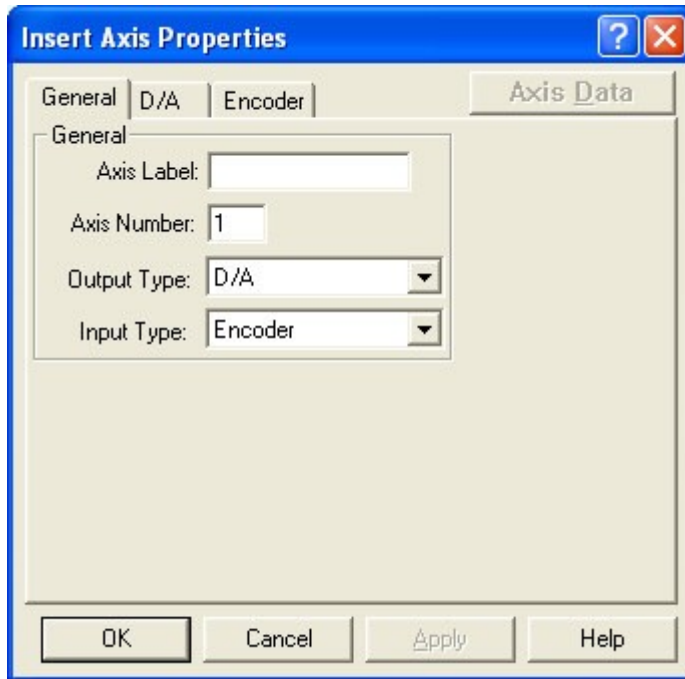 Insert Axis Properties
General D/A Encoder Axis Data
General
Axis Label:
Axis Number: 1
Output Type: D/A
Input Type: Encoder
OK Cancel Apply Help